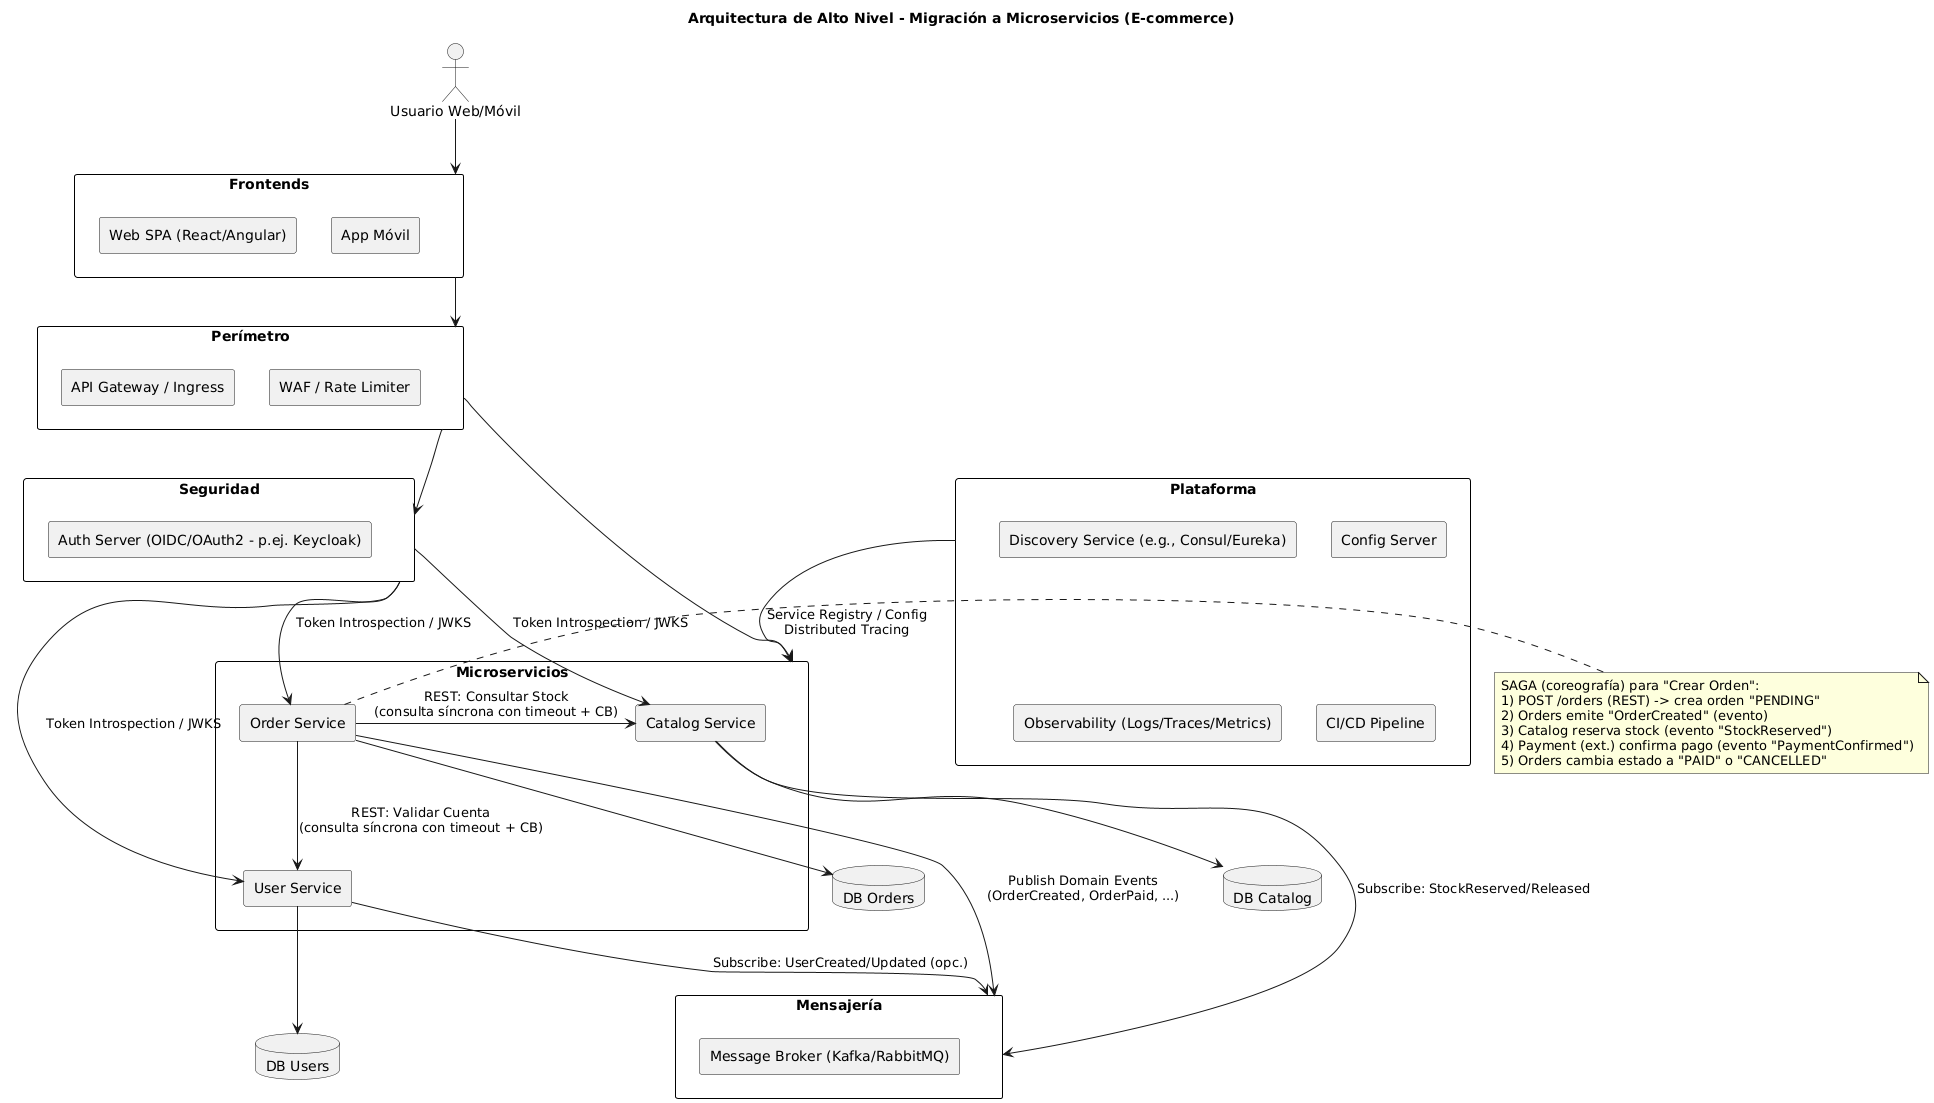 Arquitectura de Alto Nivel - Migración a Microservicios (E-commerce)
Usuario Web/Móvil
Frontends
Web SPA (React/Angular)
App Móvil
Perímetro
API Gateway / Ingress
WAF / Rate Limiter
Seguridad
Auth Server (OIDC/OAuth2 - p.ej. Keycloak)
Plataforma
Discovery Service (e.g., Consul/Eureka)
Config Server
Observability (Logs/Traces/Metrics)
CI/CD Pipeline
Token Introspection / JWKS
Token Introspection / JWKS
Service Registry / Config
Distributed Tracing
Microservicios
Order Service
REST: Consultar Stock
(consulta síncrona con timeout + CB)
Catalog Service
Token Introspection / JWKS
SAGA (coreografía) para "Crear Orden":
1) POST /orders (REST) -> crea orden "PENDING"
2) Orders emite "OrderCreated" (evento)
3) Catalog reserva stock (evento "StockReserved")
4) Payment (ext.) confirma pago (evento "PaymentConfirmed")
5) Orders cambia estado a "PAID" o "CANCELLED"
REST: Validar Cuenta
(consulta síncrona con timeout + CB)
User Service
DB Orders
Publish Domain Events
(OrderCreated, OrderPaid, ...)
DB Catalog
Subscribe: StockReserved/Released
Subscribe: UserCreated/Updated (opc.)
Mensajería
Message Broker (Kafka/RabbitMQ)
DB Users